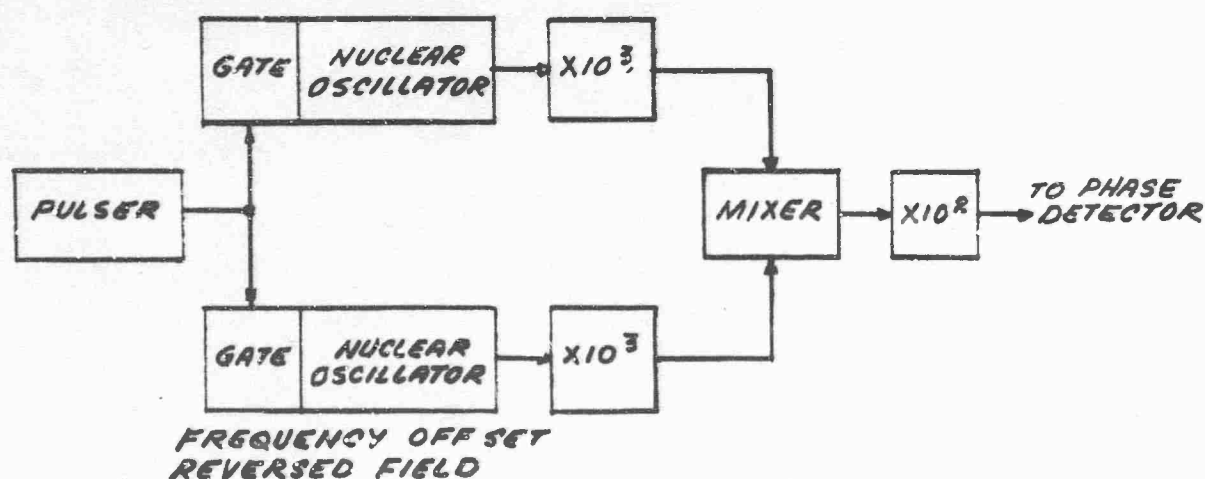 GATE
NUCLEAR
OSCILLATOR
X10³
PULSER
MIXER
X10²
TO PHASE
DETECTOR
GATE
NUCLEAR
OSCILLATOR
X10³
FREQUENCY OFFSET
REVERSED FIELD